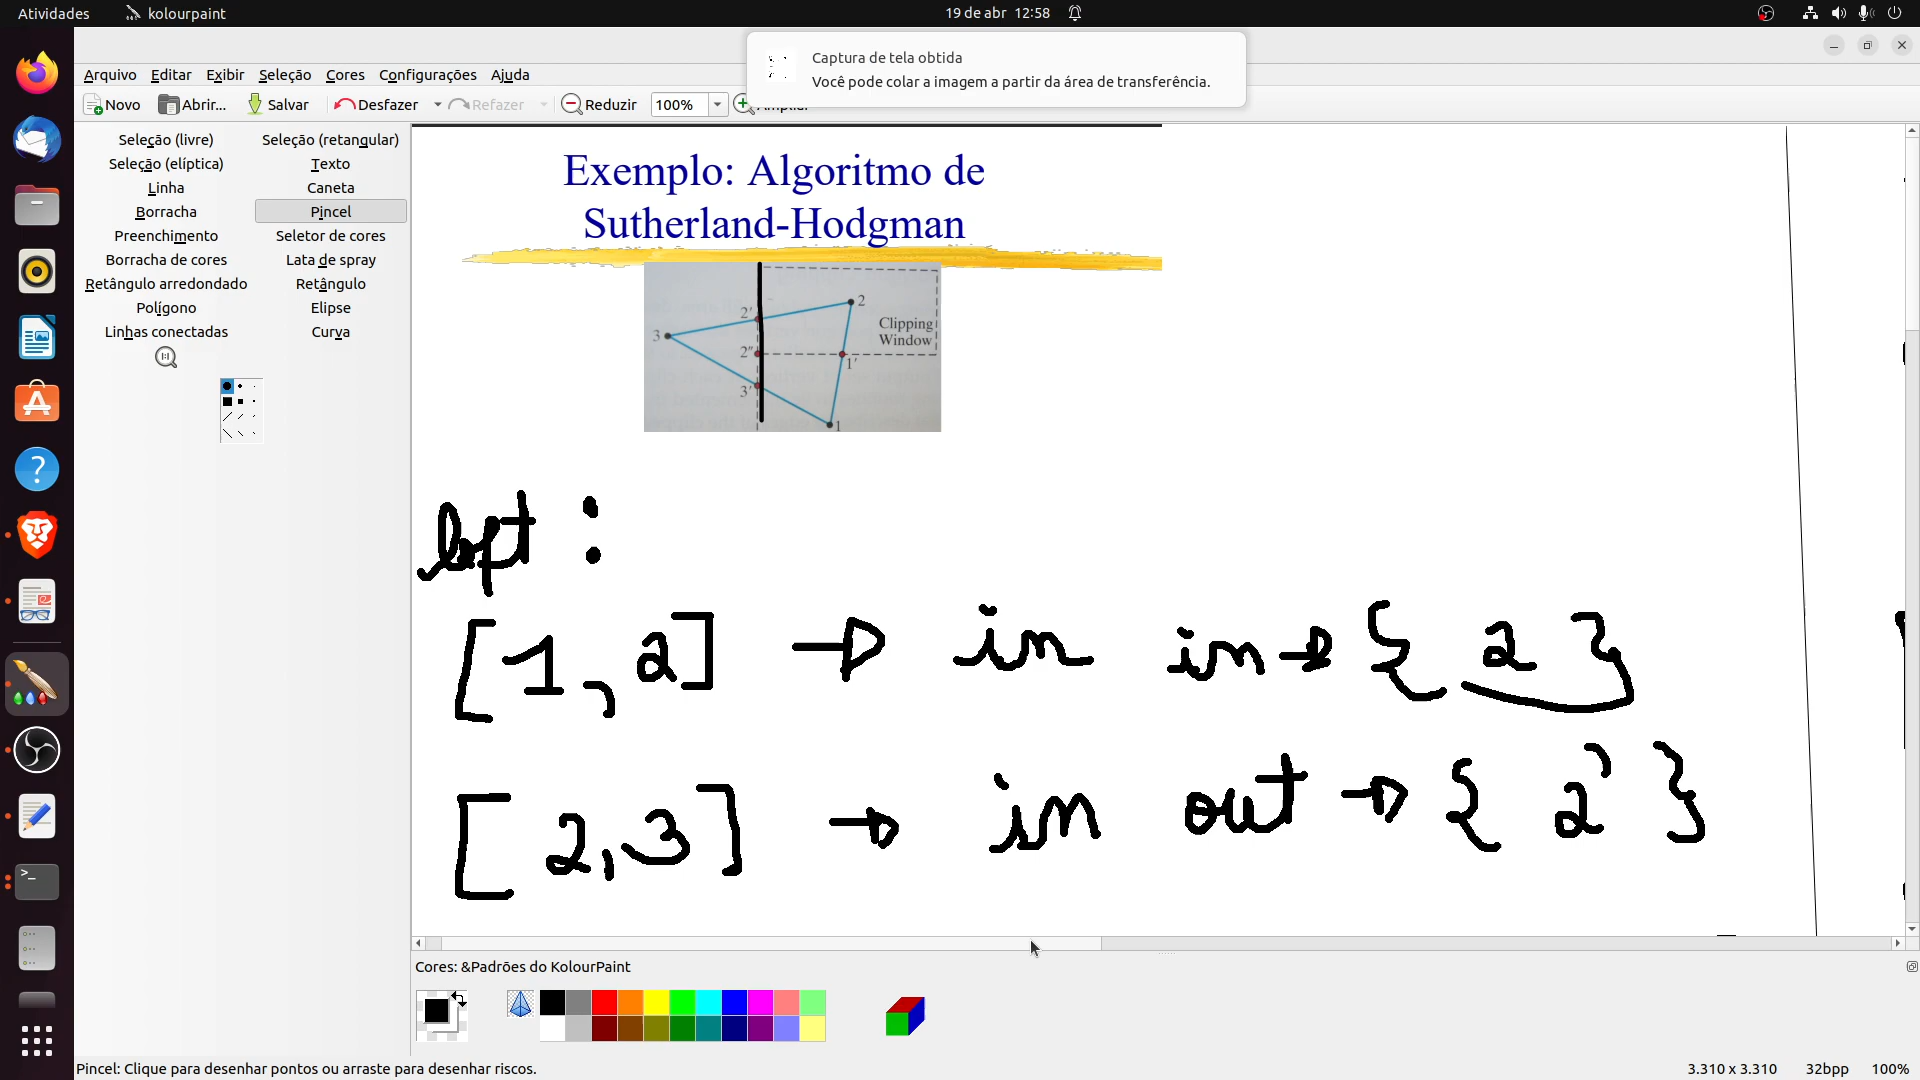 Atividades kolourpaint 19 de abr 12:58
Captura de tela obtida
Você pode colar a imagem a partir da área de transferência.
Arquivo Editar Exibir Seleção Cores Configurações Ajuda
Novo Abrir... Salvar Desfazer Refazer Reduzir 100%
Seleção (livre) Seleção (retangular)
Seleção (elíptica) Texto
Linha Caneta
Borracha Pincel
Preenchimento Seletor de cores
Borracha de cores Lata de spray
Retângulo arredondado Retângulo
Polígono Elipse
Linhas conectadas Curva
Exemplo: Algoritmo de
Sutherland-Hodgman
2
2'
3
Clipping
Window
2"
1'
3'
1
left :
[1,2] → in in → { 2 }
[2,3] → in out → { 2' }
Cores: &Padrões do KolourPaint
Pincel: Clique para desenhar pontos ou arraste para desenhar riscos. 3.310 x 3.310 32bpp 100%